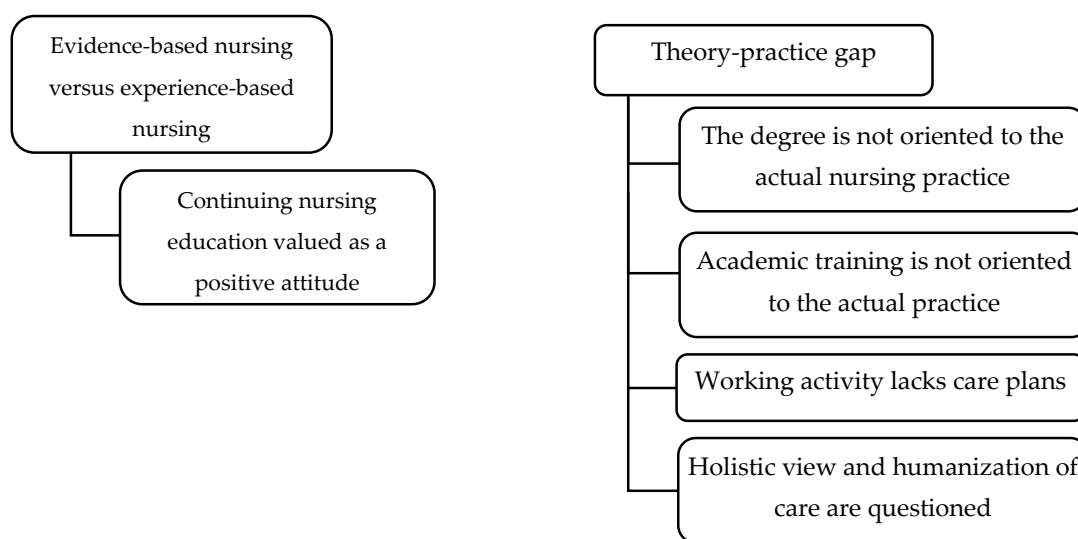 Evidence-based nursing
versus experience-based
nursing
Continuing nursing
education valued as a
positive attitude
Theory-practice gap
The degree is not oriented to the
actual nursing practice
Academic training is not oriented
to the actual practice
Working activity lacks care plans
Holistic view and humanization of
care are questioned